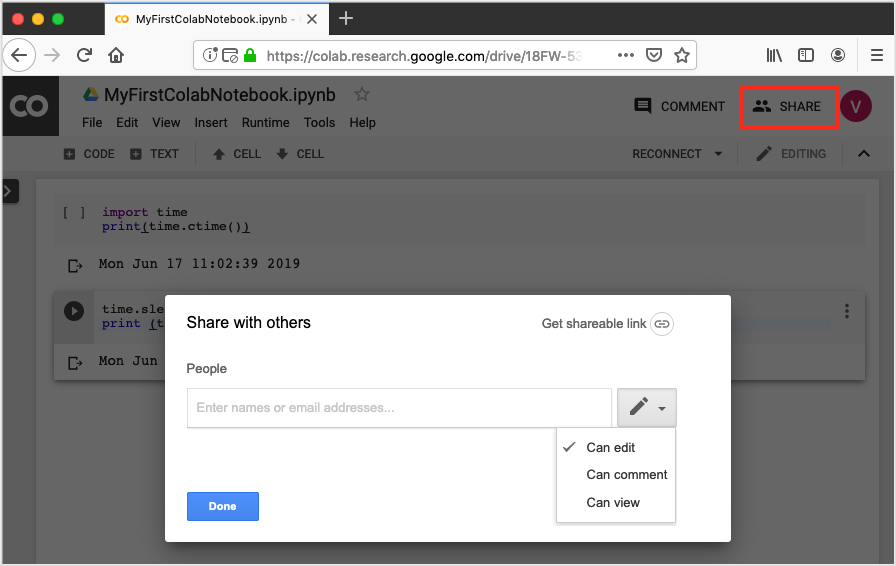 MyFirstColabNotebook.ipynb -
https://colab.research.google.com/drive/18FW-53
MyFirstColabNotebook.ipynb
COMMENT
SHARE
V
File Edit View Insert Runtime Tools Help
CODE TEXT CELL CELL RECONNECT EDITING
[ ] import time
print(time.ctime())
Mon Jun 17 11:02:39 2019
time.sle
print (t
Mon Jun
Share with others
Get shareable link
People
Enter names or email addresses...
Can edit
Can comment
Can view
Done